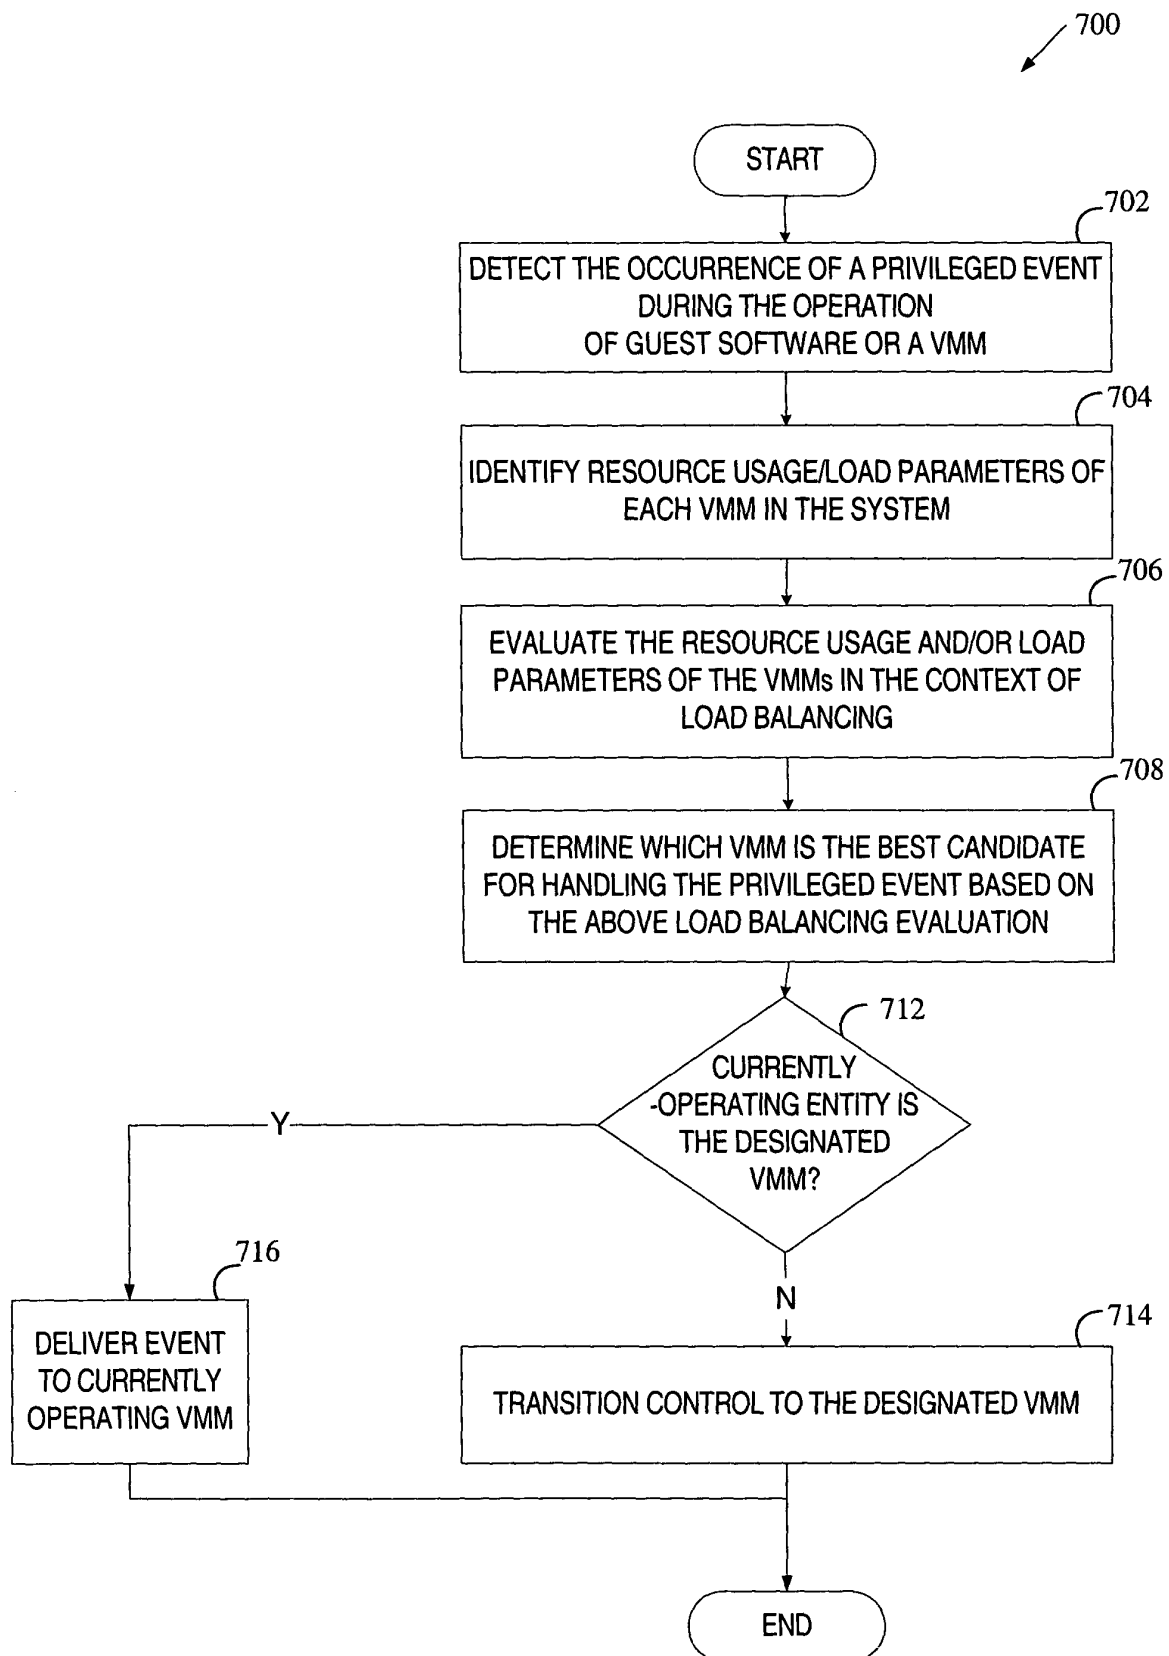 700
START
702
DETECT THE OCCURRENCE OF A PRIVILEGED EVENT
DURING THE OPERATION
OF GUEST SOFTWARE OR A VMM
704
IDENTIFY RESOURCE USAGE/LOAD PARAMETERS OF
EACH VMM IN THE SYSTEM
706
EVALUATE THE RESOURCE USAGE AND/OR LOAD
PARAMETERS OF THE VMMs IN THE CONTEXT OF
LOAD BALANCING
708
DETERMINE WHICH VMM IS THE BEST CANDIDATE
FOR HANDLING THE PRIVILEGED EVENT BASED ON
THE ABOVE LOAD BALANCING EVALUATION
712
CURRENTLY
-OPERATING ENTITY IS
THE DESIGNATED
VMM?
Y
N
716
DELIVER EVENT
TO CURRENTLY
OPERATING VMM
714
TRANSITION CONTROL TO THE DESIGNATED VMM
END